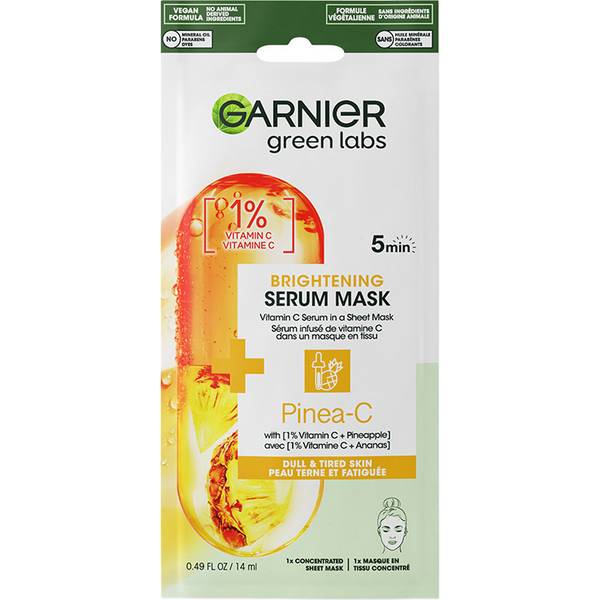 VEGAN
FORMULA
NO ANIMAL
DERIVED
INGREDIENTS
FORMULE
VÉGÉTALIENNE
SANS INGRÉDIENTS
D'ORIGINE ANIMALE
NO
MINERAL OIL
PARABENS
DYES
SANS
HUILE MINÉRALE
PARABÈNES
COLORANTS
GARNIER
green labs
1%
VITAMIN C
VITAMINE C
5min
BRIGHTENING
SERUM MASK
Vitamin C Serum in a Sheet Mask
Sérum infusé de vitamine C
dans un masque en tissu
Pinea-C
with [1% Vitamin C + Pineapple]
avec [1% Vitamine C + Ananas]
DULL & TIRED SKIN
PEAU TERNE ET FATIGUÉE
0.49 FL OZ / 14 ml
1x CONCENTRATED
SHEET MASK
1x MASQUE EN
TISSU CONCENTRÉ